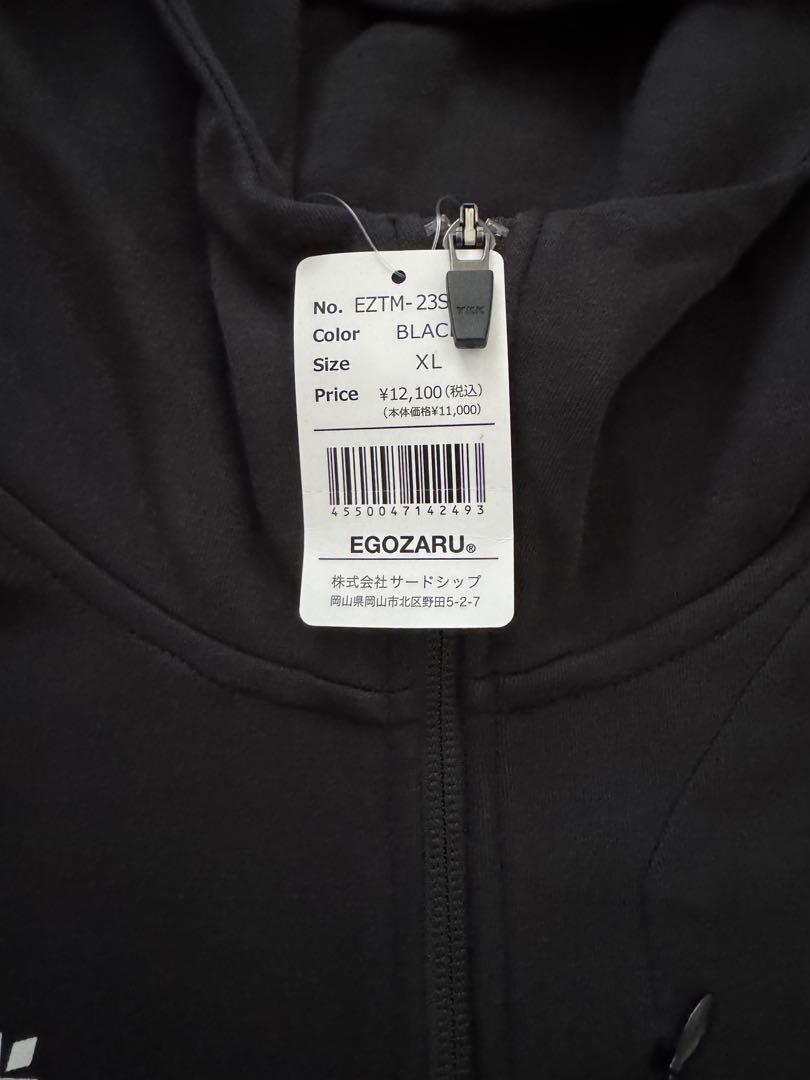 No. EZTM-23S
Color BLAC
Size XL
Price ¥12,100(税込)
(本体価格¥11,000)
4550047142493
EGOZARU®
株式会社サードシップ
岡山県岡山市北区野田5-2-7
YKK